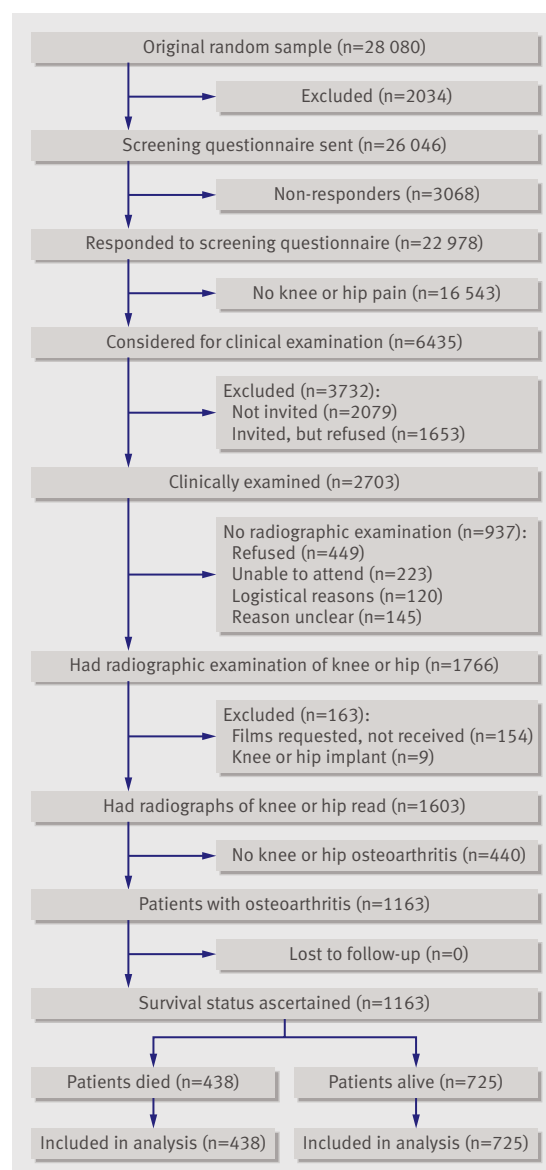 Original random sample (n=28 080)
Excluded (n=2034)
Screening questionnaire sent (n=26 046)
Non-responders (n=3068)
Responded to screening questionnaire (n=22 978)
No knee or hip pain (n=16 543)
Considered for clinical examination (n=6435)
Excluded (n=3732):
Not invited (n=2079)
Invited, but refused (n=1653)
Clinically examined (n=2703)
No radiographic examination (n=937):
Refused (n=449)
Unable to attend (n=223)
Logistical reasons (n=120)
Reason unclear (n=145)
Had radiographic examination of knee or hip (n=1766)
Excluded (n=163):
Films requested, not received (n=154)
Knee or hip implant (n=9)
Had radiographs of knee or hip read (n=1603)
No knee or hip osteoarthritis (n=440)
Patients with osteoarthritis (n=1163)
Lost to follow-up (n=0)
Survival status ascertained (n=1163)
Patients died (n=438)
Patients alive (n=725)
Included in analysis (n=438)
Included in analysis (n=725)